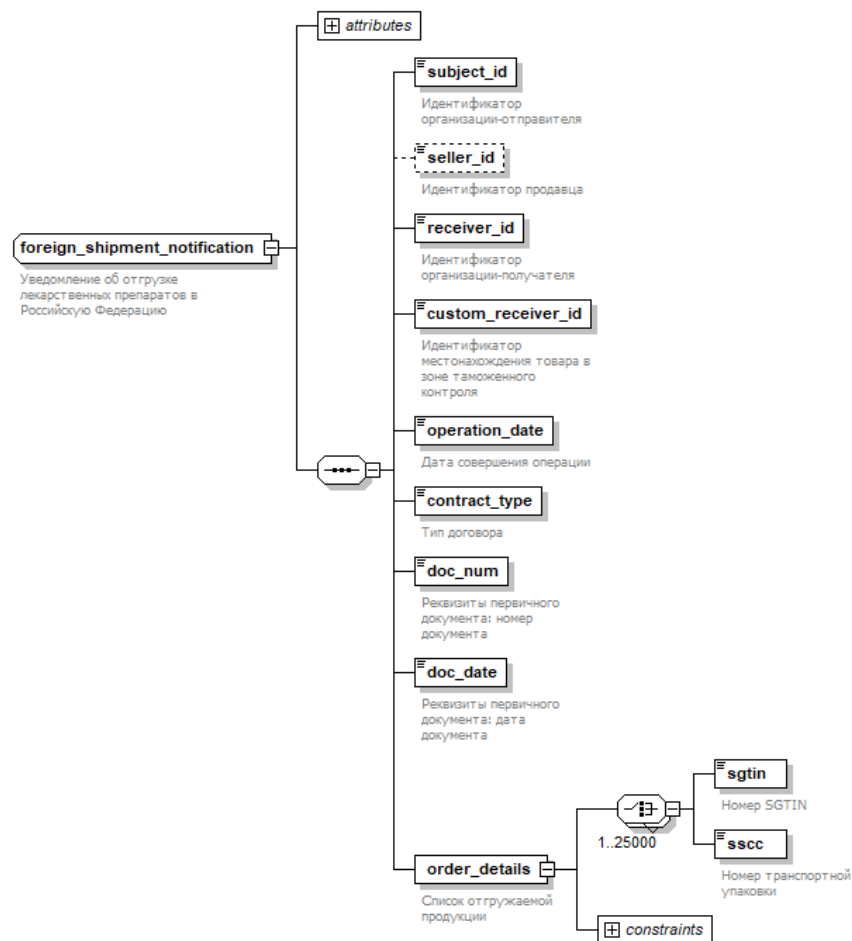 attributes
subject_id
Идентификатор
организации-отправителя
seller_id
Идентификатор продавца
receiver_id
Идентификатор
организации-получателя
foreign_shipment_notification
Уведомление об отгрузке
лекарственных препаратов в
Российскую Федерацию
custom_receiver_id
Идентификатор
местонахождения товара в
зоне таможенного
контроля
operation_date
Дата совершения операции
contract_type
Тип договора
doc_num
Реквизиты первичного
документа: номер
документа
doc_date
Реквизиты первичного
документа: дата
документа
sgtin
Номер SGTIN
1..25000
sscc
Номер транспортной
упаковки
order_details
Список отгружаемой
продукции
constraints